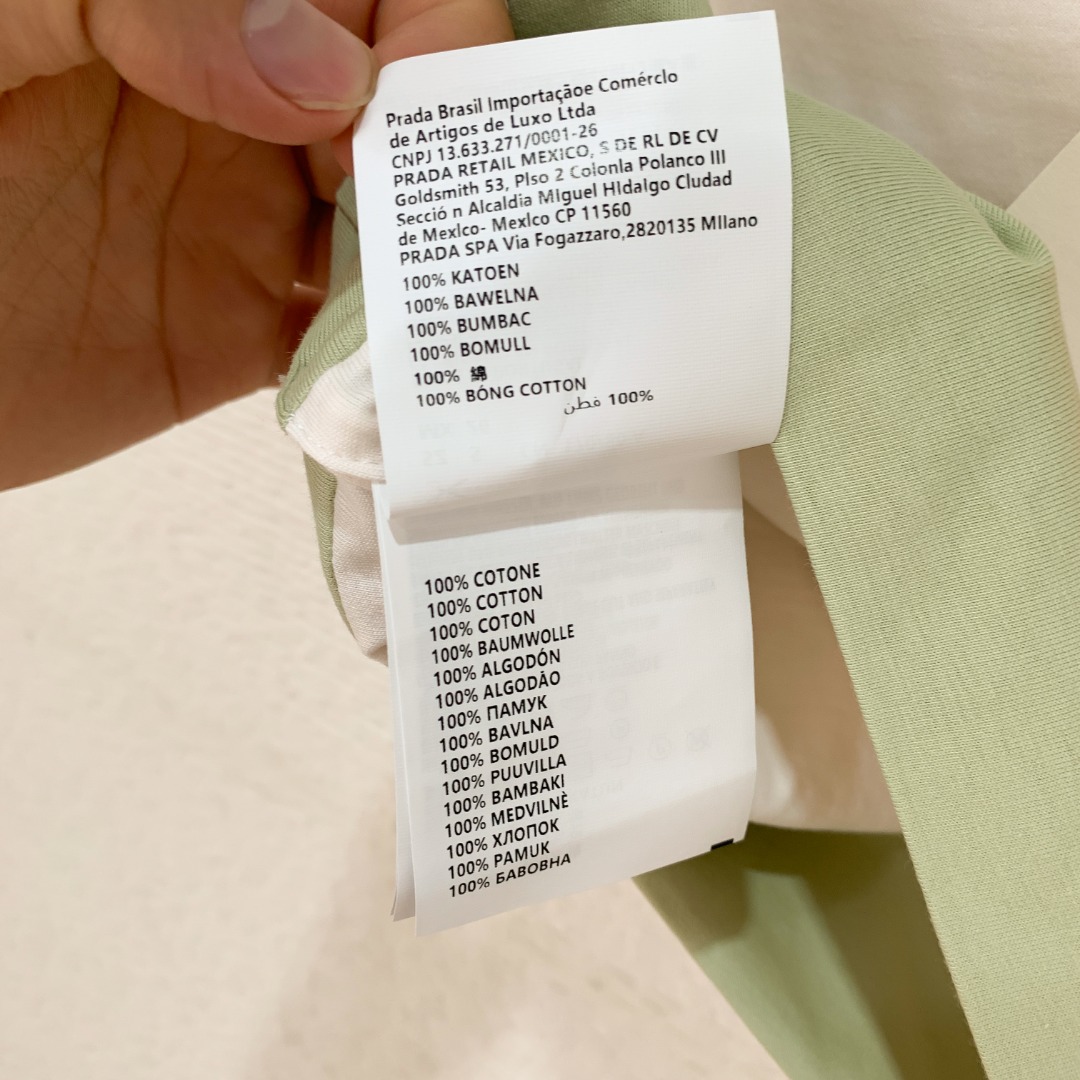 Prada Brasil Importaçãoe Comérclo
de Artigos de Luxo Ltda
CNPJ 13.633.271/0001-26
PRADA RETAIL MEXICO, S DE RL DE CV
Goldsmith 53, Plso 2 Colonla Polanco III
Secció n Alcaldia Mlguel Hldalgo Cludad
de Mexlco- Mexlco CP 11560
PRADA SPA Via Fogazzaro,2820135 Mllano
100% KATOEN
100% BAWELNA
100% BUMBAC
100% BOMULL
100% 綿
100% BÓNG COTTON
100% قطن
100% COTONE
100% COTTON
100% COTON
100% BAUMWOLLE
100% ALGODÓN
100% ALGODÃO
100% ПАМУК
100% BAVLNA
100% BOMULD
100% PUUVILLA
100% BAMBAKI
100% MEDVILNÈ
100% ХЛОПОК
100% PAMUK
100% БАВОВНА